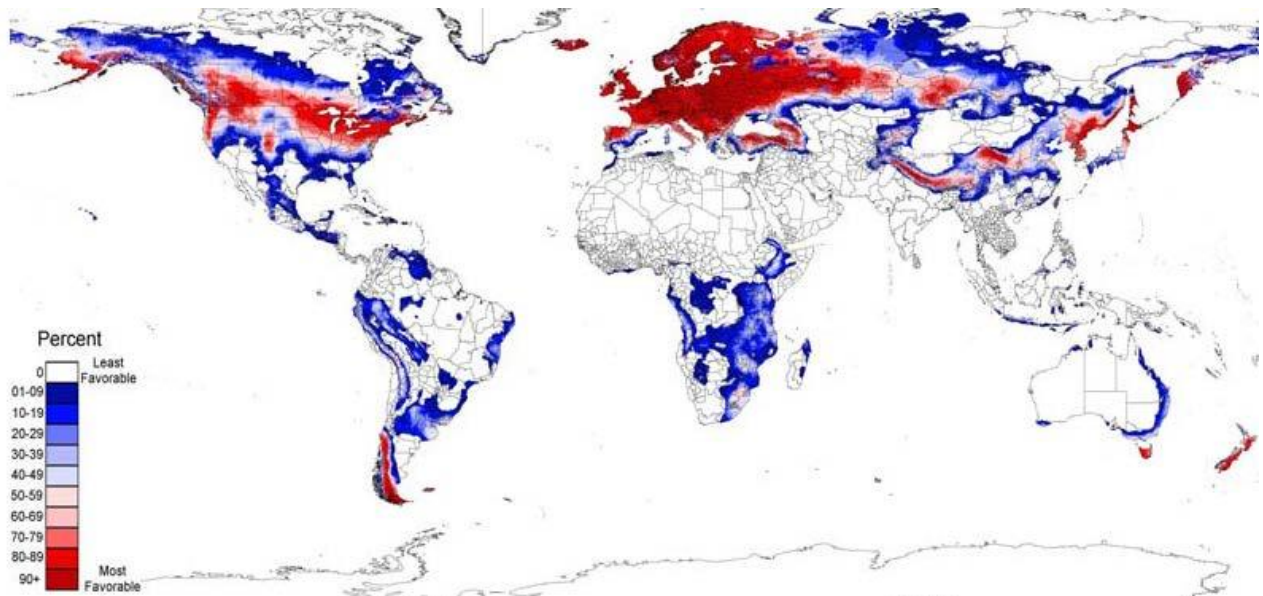 Percent
0
Least
Favorable
01-09
10-19
20-29
30-39
40-49
50-59
60-69
70-79
80-89
90+
Most
Favorable